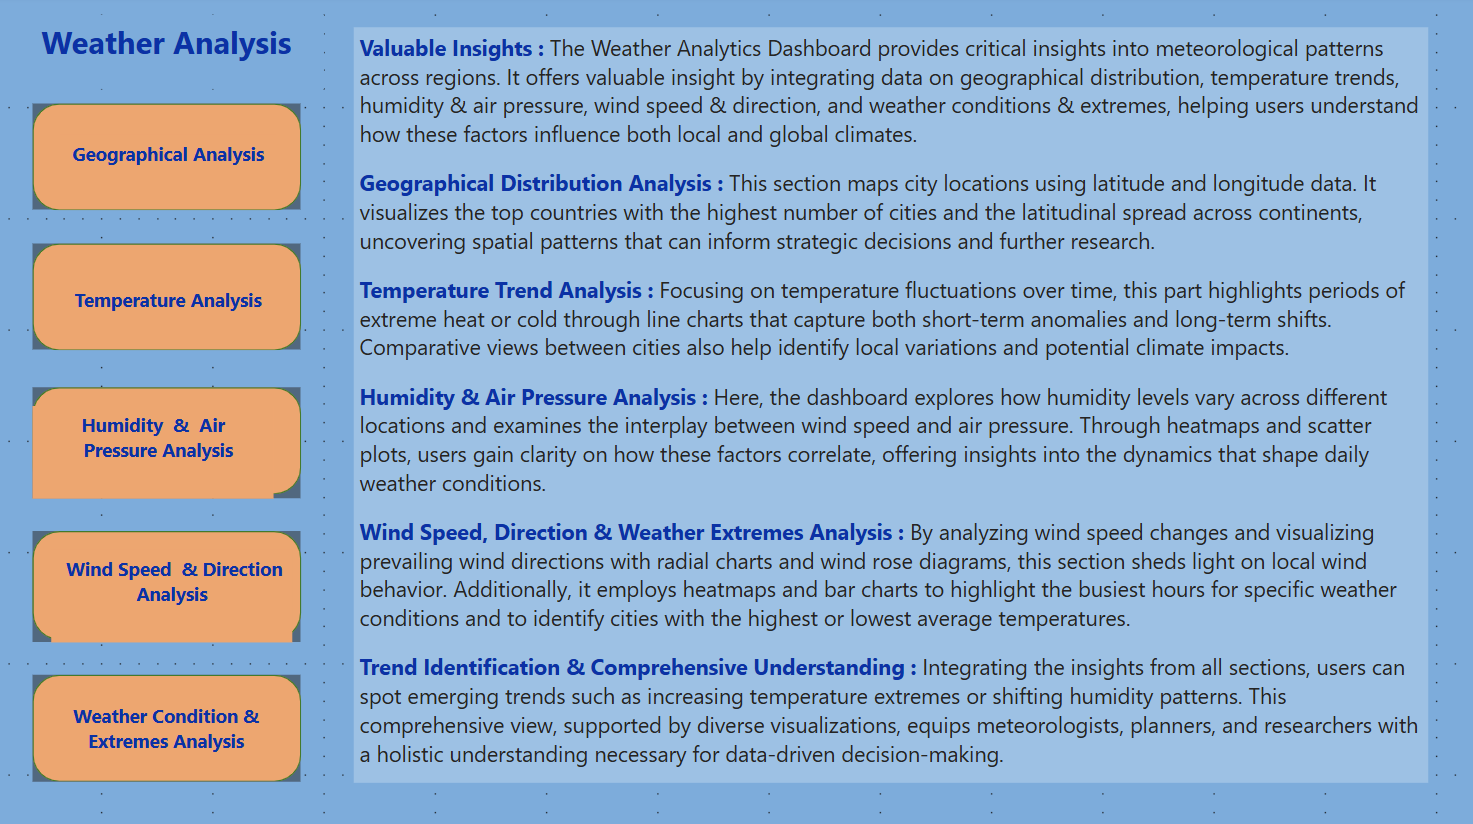 Weather Analysis
Geographical Analysis
Temperature Analysis
Humidity & Air
Pressure Analysis
Wind Speed & Direction
Analysis
Weather Condition &
Extremes Analysis
Valuable Insights : The Weather Analytics Dashboard provides critical insights into meteorological patterns
across regions. It offers valuable insight by integrating data on geographical distribution, temperature trends,
humidity & air pressure, wind speed & direction, and weather conditions & extremes, helping users understand
how these factors influence both local and global climates.
Geographical Distribution Analysis : This section maps city locations using latitude and longitude data. It
visualizes the top countries with the highest number of cities and the latitudinal spread across continents,
uncovering spatial patterns that can inform strategic decisions and further research.
Temperature Trend Analysis : Focusing on temperature fluctuations over time, this part highlights periods of
extreme heat or cold through line charts that capture both short-term anomalies and long-term shifts.
Comparative views between cities also help identify local variations and potential climate impacts.
Humidity & Air Pressure Analysis : Here, the dashboard explores how humidity levels vary across different
locations and examines the interplay between wind speed and air pressure. Through heatmaps and scatter
plots, users gain clarity on how these factors correlate, offering insights into the dynamics that shape daily
weather conditions.
Wind Speed, Direction & Weather Extremes Analysis : By analyzing wind speed changes and visualizing
prevailing wind directions with radial charts and wind rose diagrams, this section sheds light on local wind
behavior. Additionally, it employs heatmaps and bar charts to highlight the busiest hours for specific weather
conditions and to identify cities with the highest or lowest average temperatures.
Trend Identification & Comprehensive Understanding : Integrating the insights from all sections, users can
spot emerging trends such as increasing temperature extremes or shifting humidity patterns. This
comprehensive view, supported by diverse visualizations, equips meteorologists, planners, and researchers with
a holistic understanding necessary for data-driven decision-making.